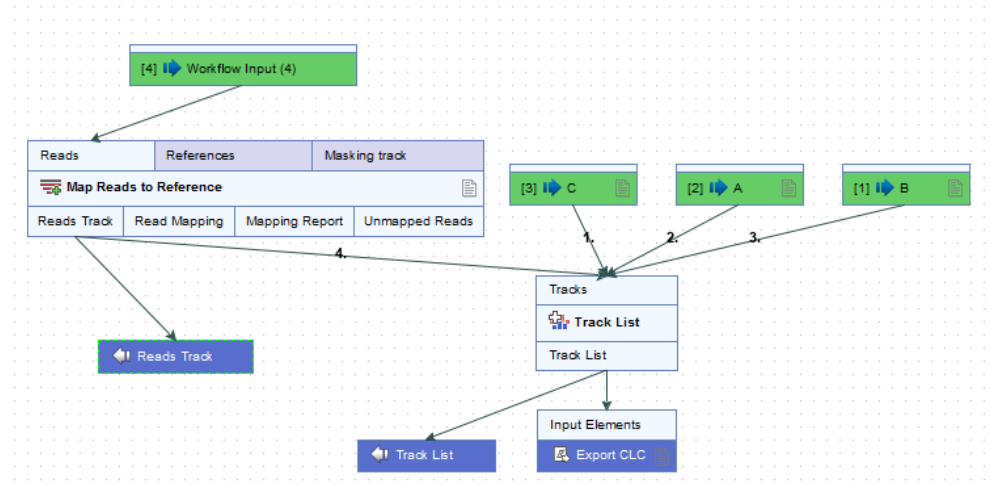 [4] Workflow Input (4)
Reads References Masking track
Map Reads to Reference
Reads Track Read Mapping Mapping Report Unmapped Reads
[3] C
[2] A
[1] B
1.
2.
3.
4.
Tracks
Track List
Track List
Reads Track
Track List
Input Elements
Export CLC